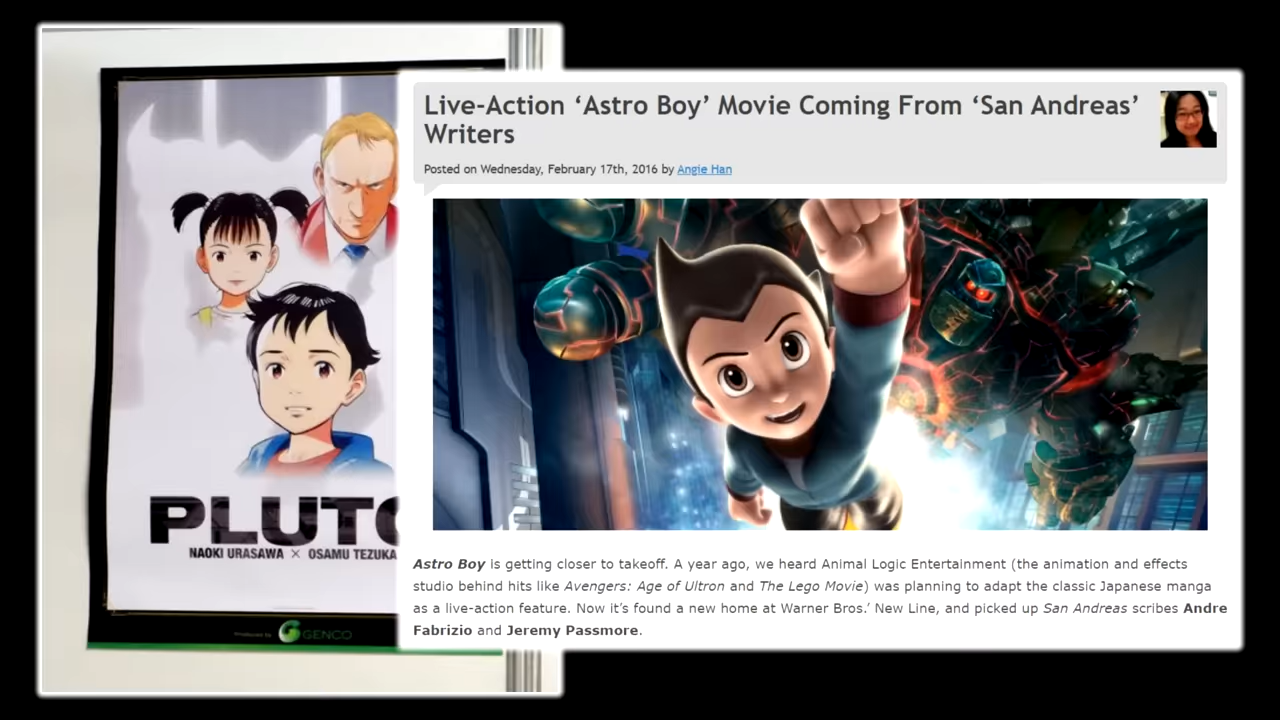 PLUTO
NAOKI URASAWA × OSAMU TEZUKA
Produced by GENCO
Live-Action ‘Astro Boy’ Movie Coming From ‘San Andreas’
Writers
Posted on Wednesday, February 17th, 2016 by Angie Han
Astro Boy is getting closer to takeoff. A year ago, we heard Animal Logic Entertainment (the animation and effects
studio behind hits like Avengers: Age of Ultron and The Lego Movie) was planning to adapt the classic Japanese manga
as a live-action feature. Now it’s found a new home at Warner Bros.’ New Line, and picked up San Andreas scribes Andre
Fabrizio and Jeremy Passmore.